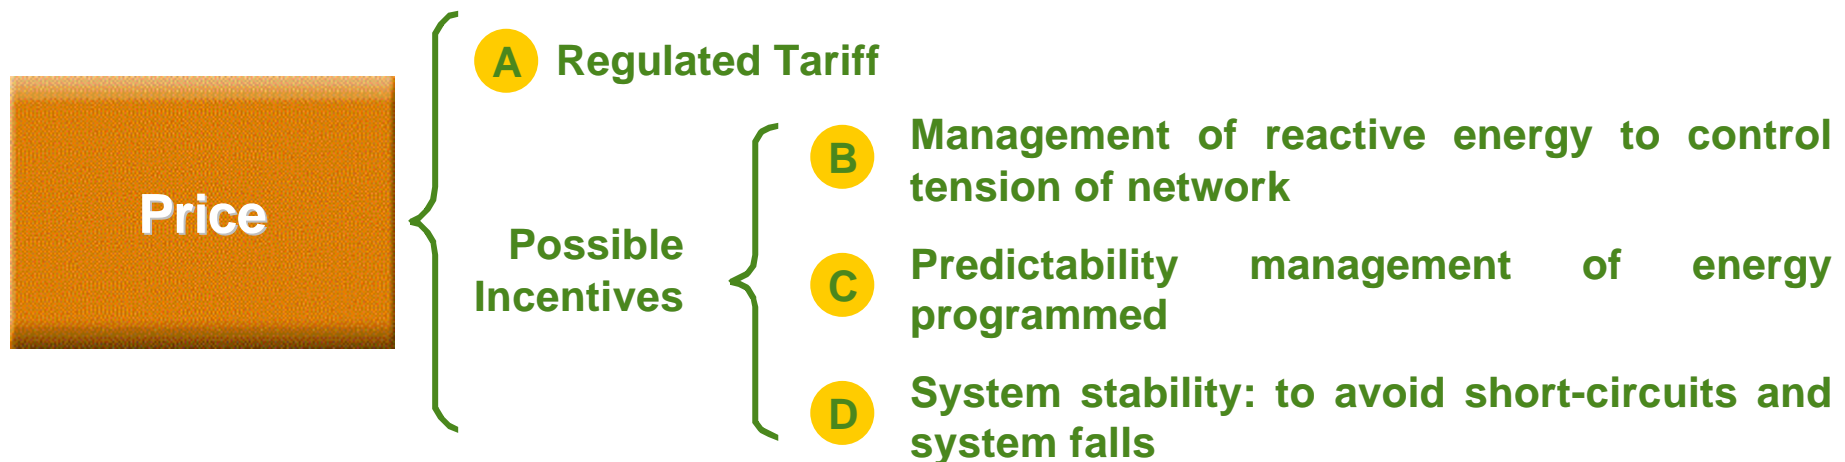 Price
A Regulated Tariff
Possible
Incentives
B Management of reactive energy to control
tension of network
C Predictability management of energy
programmed
D System stability: to avoid short-circuits and
system falls